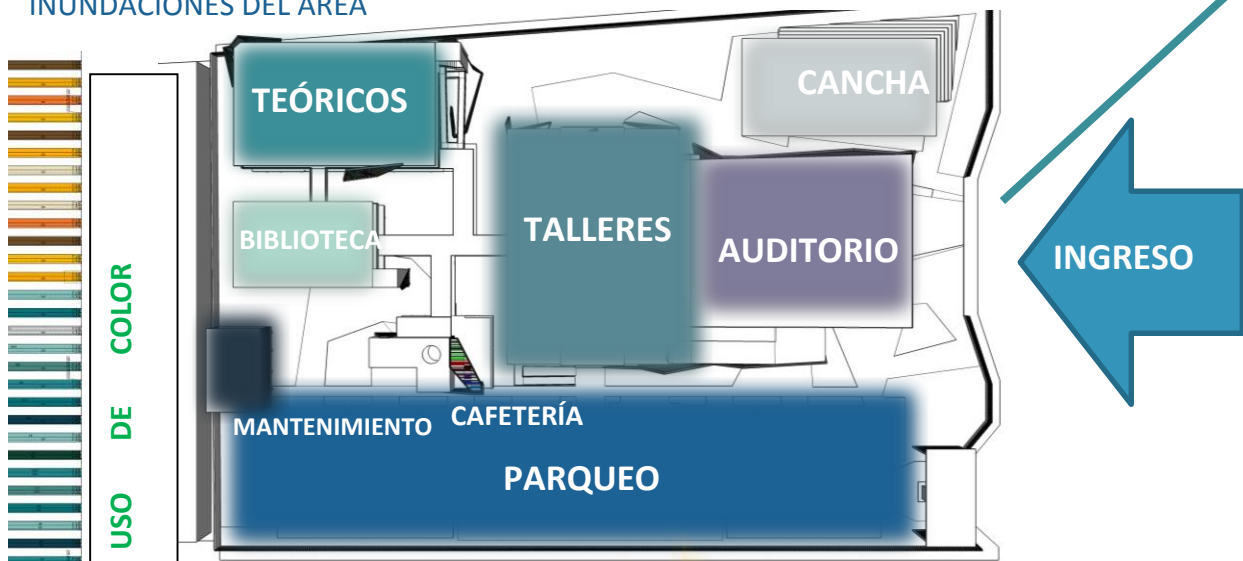 INUNDACIONES DEL ÁREA
TEÓRICOS
CANCHA
TALLERES
BIBLIOTECA
AUDITORIO
INGRESO
USO DE COLOR
MANTENIMIENTO
CAFETERÍA
PARQUEO